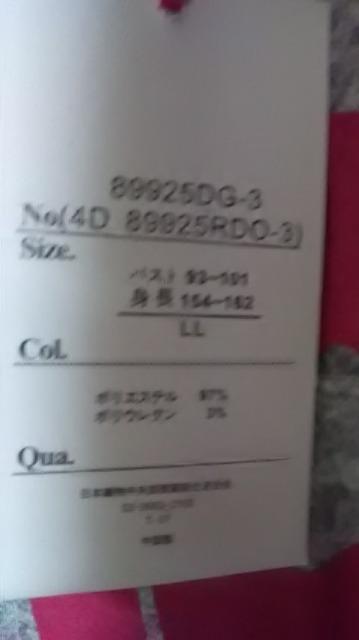 89925DG-3
No(4D 89925RDO-3)
Size.
バスト 93-101
身長 154-162
LL
Col.
ポリエステル 97%
ポリウレタン 3%
Qua.
中国製